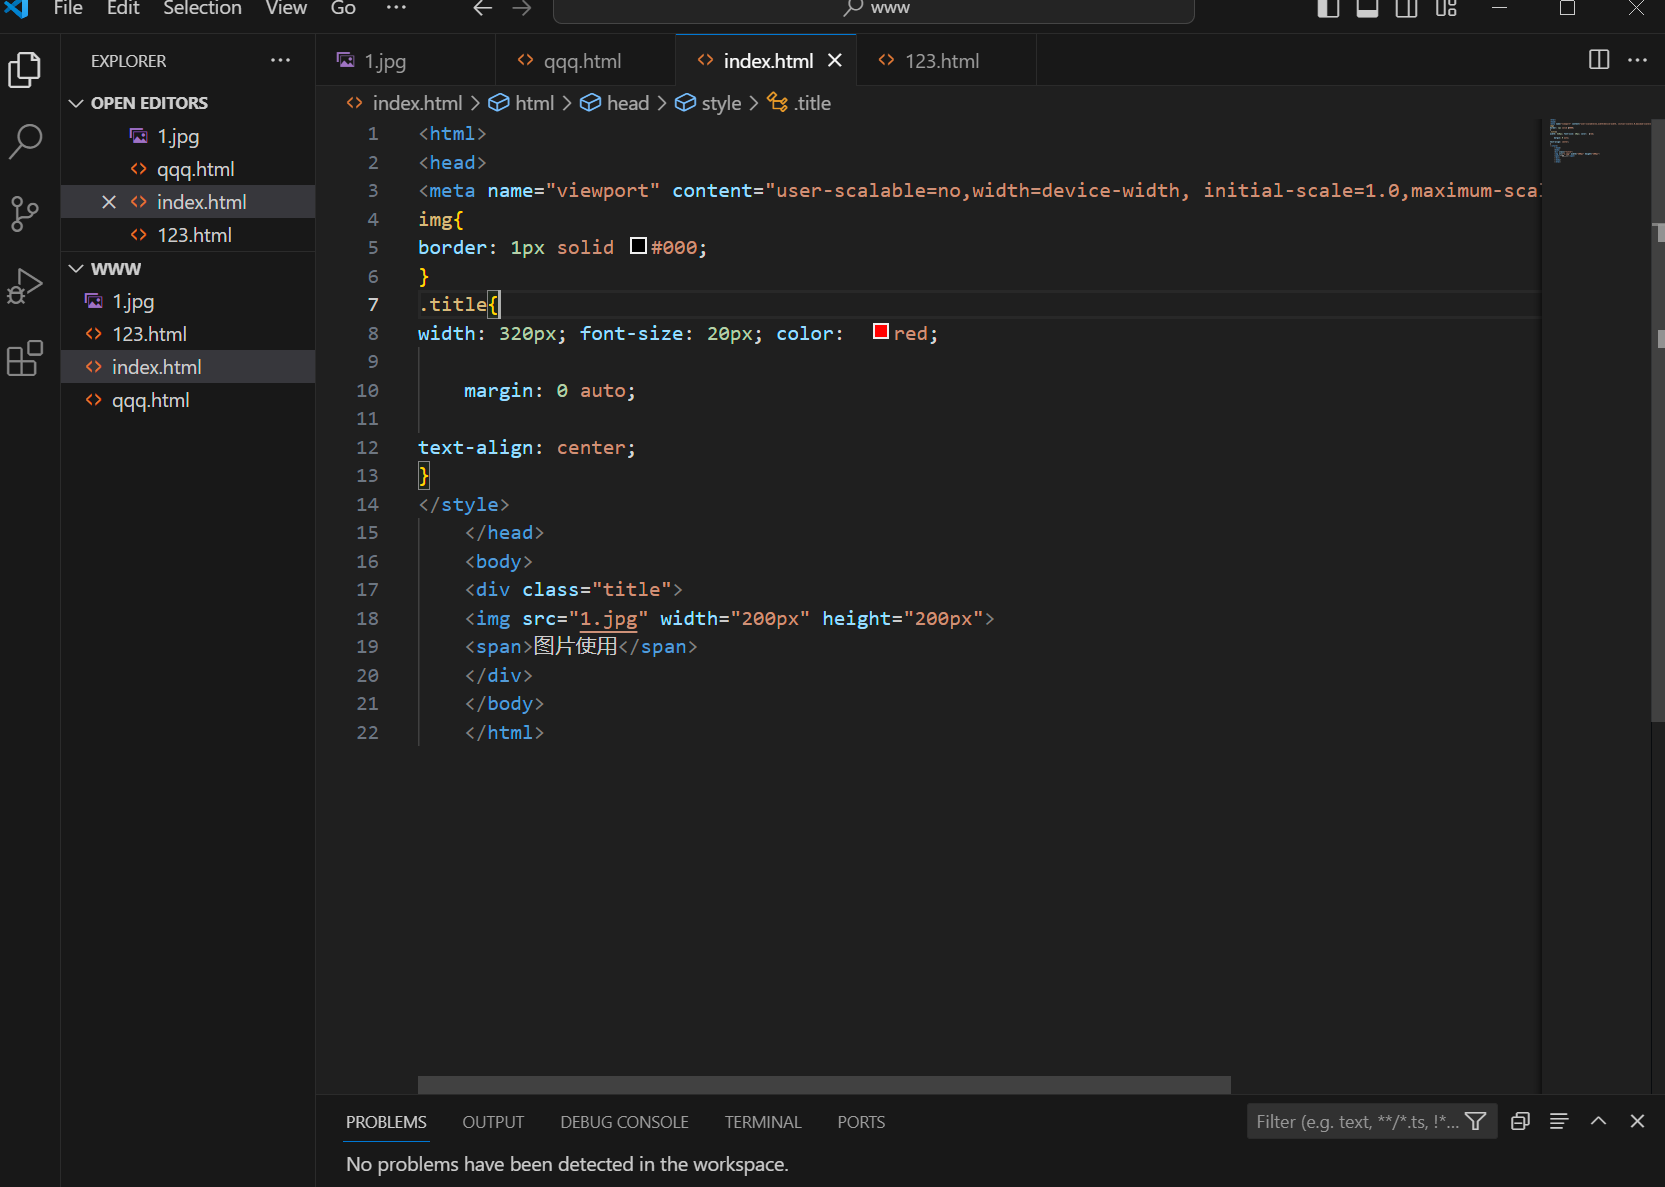 File Edit Selection View Go ··· www
EXPLORER ···
OPEN EDITORS
1.jpg
qqq.html
index.html
123.html
WWW
1.jpg
123.html
index.html
qqq.html
1.jpg qqq.html index.html 123.html
index.html > html > head > style > .title
1 <html>
2 <head>
3 <meta name="viewport" content="user-scalable=no,width=device-width, initial-scale=1.0,maximum-scal
4 img{
5 border: 1px solid #000;
6 }
7 .title{
8 width: 320px; font-size: 20px; color: red;
9
10 margin: 0 auto;
11
12 text-align: center;
13 }
14 </style>
15 </head>
16 <body>
17 <div class="title">
18 <img src="1.jpg" width="200px" height="200px">
19 <span>图片使用</span>
20 </div>
21 </body>
22 </html>
PROBLEMS OUTPUT DEBUG CONSOLE TERMINAL PORTS Filter (e.g. text, **/*.ts, !*...
No problems have been detected in the workspace.